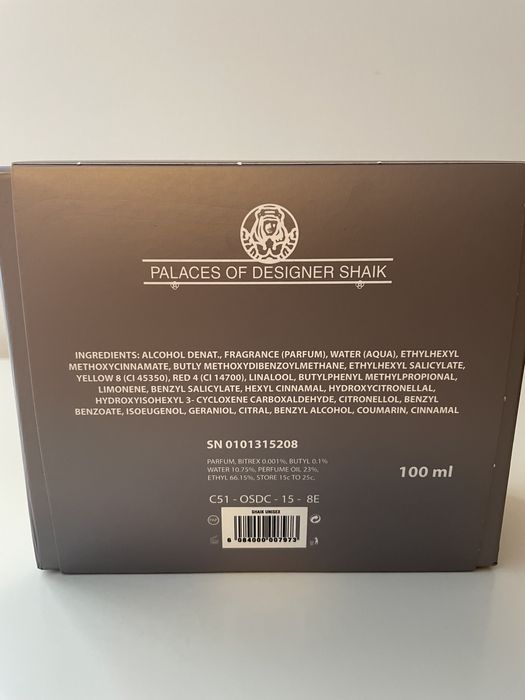 PALACES OF DESIGNER SHAIK
® ®
INGREDIENTS: ALCOHOL DENAT., FRAGRANCE (PARFUM), WATER (AQUA), ETHYLHEXYL
METHOXYCINNAMATE, BUTLY METHOXYDIBENZOYLMETHANE, ETHYLHEXYL SALICYLATE,
YELLOW 8 (CI 45350), RED 4 (CI 14700), LINALOOL, BUTYLPHENYL METHYLPROPIONAL,
LIMONENE, BENZYL SALICYLATE, HEXYL CINNAMAL, HYDROXYCITRONELLAL,
HYDROXYISOHEXYL 3- CYCLOXENE CARBOXALDEHYDE, CITRONELLOL, BENZYL
BENZOATE, ISOEUGENOL, GERANIOL, CITRAL, BENZYL ALCOHOL, COUMARIN, CINNAMAL
SN 0101315208
PARFUM, BITREX 0.001%, BUTYL 0.1%
WATER 10.75%, PERFUME OIL 23%,
ETHYL 66.15%, STORE 15c TO 25c,
100 ml
C51 - OSDC - 15 - 8E
SHAIK UNISEX
6 084000 007973